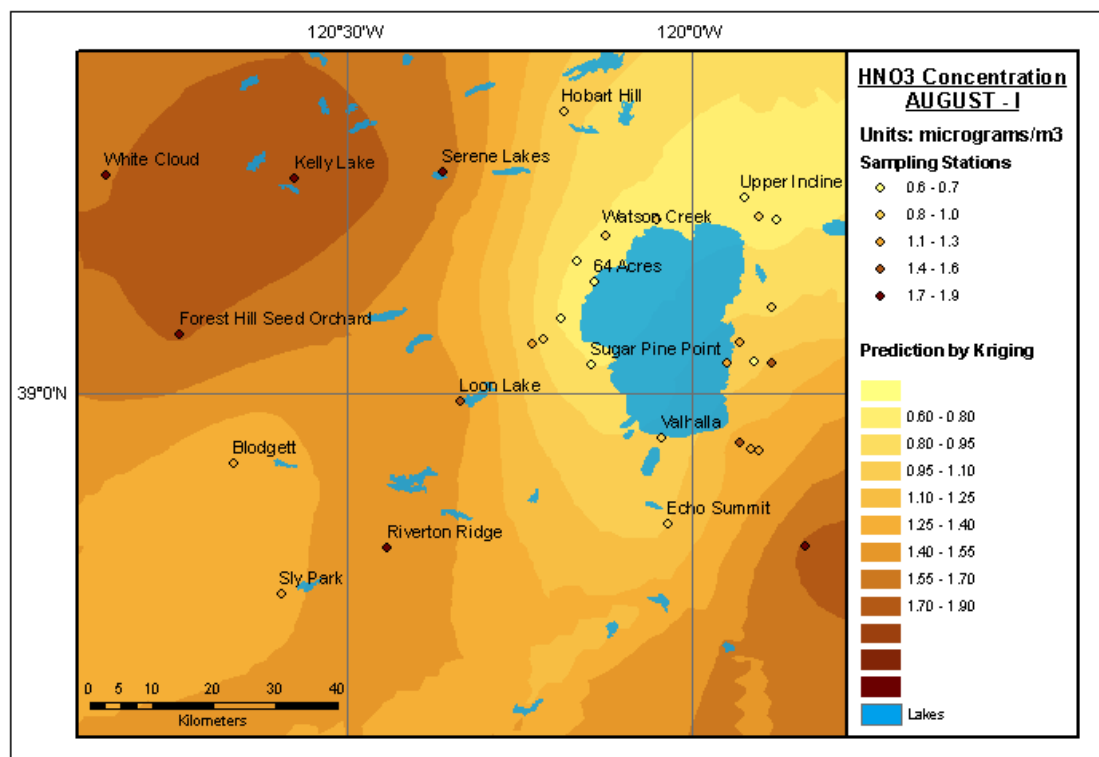 120°30'W
120°0'W
Hobart Hill
White Cloud
Kelly Lake
Serene Lakes
Upper Incline
Watson Creek
64 Acres
Forest Hill Seed Orchard
Sugar Pine Point
39°0'N
Loon Lake
Valhalla
Blodgett
Echo Summit
Riverton Ridge
Sly Park
0 5 10 20 30 40
Kilometers
HNO3 Concentration
AUGUST - I
Units: micrograms/m3
Sampling Stations
0.6 - 0.7
0.8 - 1.0
1.1 - 1.3
1.4 - 1.6
1.7 - 1.9
Prediction by Kriging
0.60 - 0.80
0.80 - 0.95
0.95 - 1.10
1.10 - 1.25
1.25 - 1.40
1.40 - 1.55
1.55 - 1.70
1.70 - 1.90
Lakes